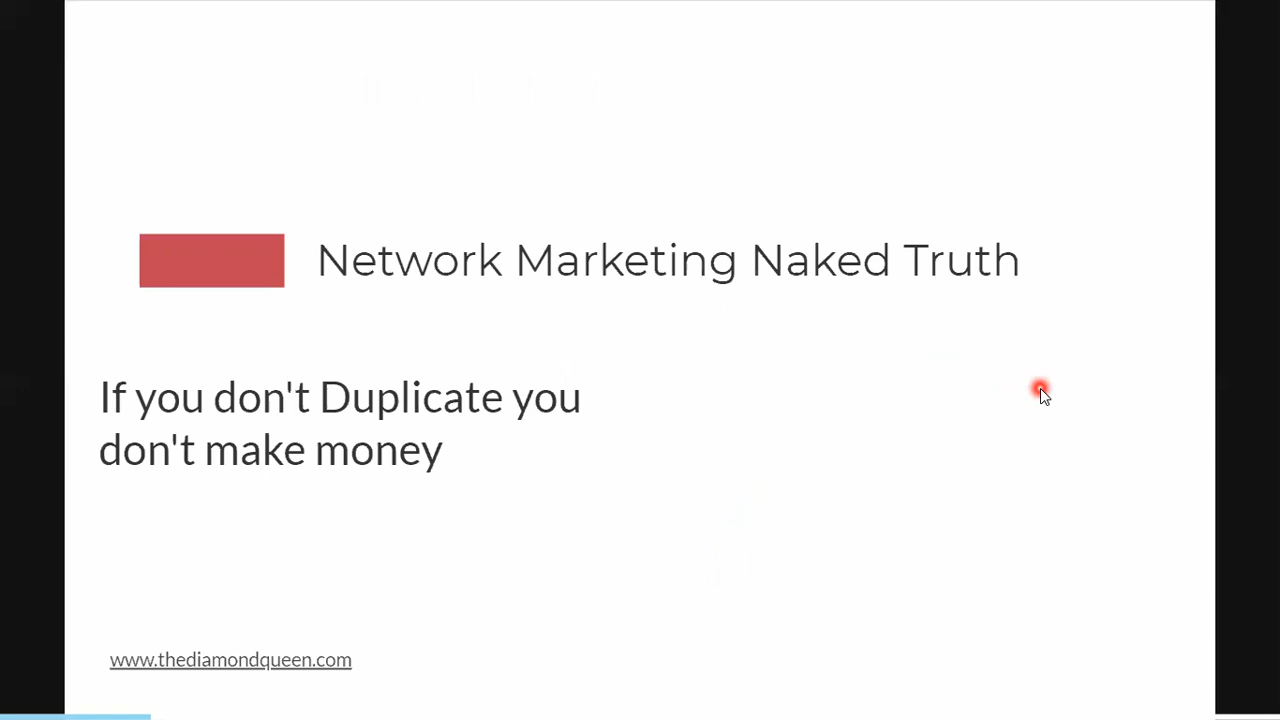 Network Marketing Naked Truth
If you don't Duplicate you
don't make money
www.thediamondqueen.com